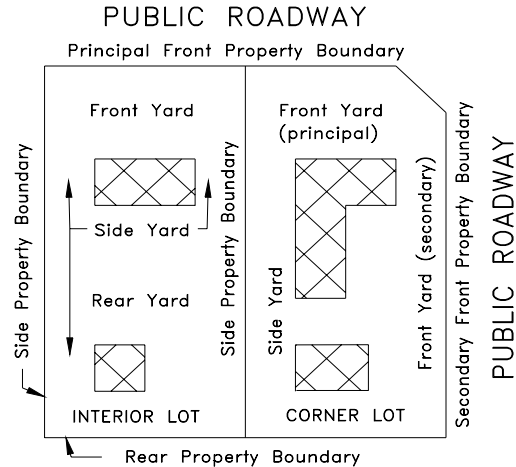 PUBLIC ROADWAY
Principal Front Property Boundary
Front Yard
Front Yard
(principal)
Side Property Boundary
Side Yard
Side Property Boundary
Rear Yard
Side Yard
Front Yard (secondary)
Secondary Front Property Boundary
PUBLIC ROADWAY
INTERIOR LOT
CORNER LOT
Rear Property Boundary